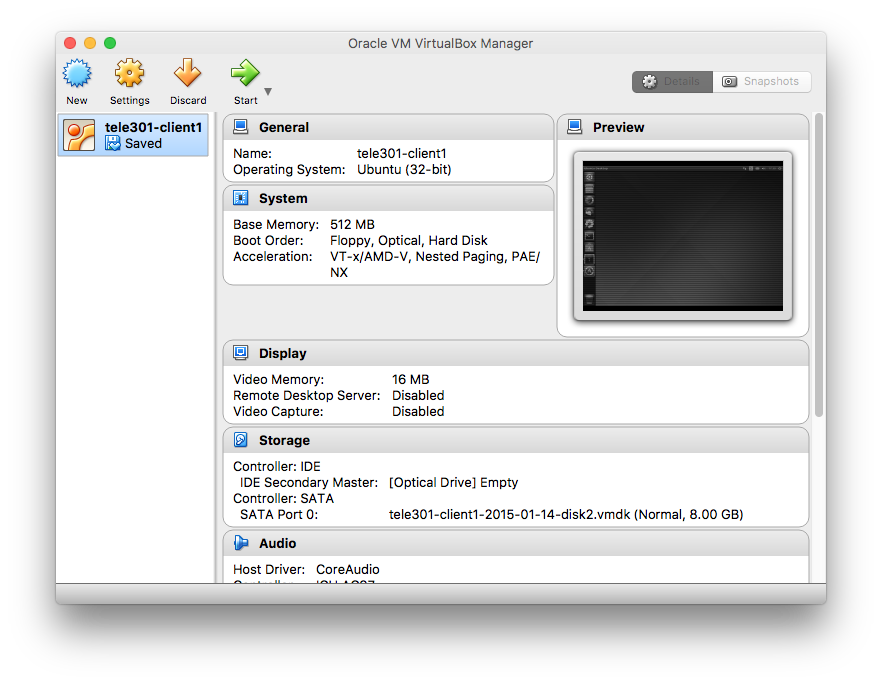 Oracle VM VirtualBox Manager
New Settings Discard Start
Details Snapshots
tele301-client1
Saved
General
Name: tele301-client1
Operating System: Ubuntu (32-bit)
System
Base Memory: 512 MB
Boot Order: Floppy, Optical, Hard Disk
Acceleration: VT-x/AMD-V, Nested Paging, PAE/
NX
Preview
Display
Video Memory: 16 MB
Remote Desktop Server: Disabled
Video Capture: Disabled
Storage
Controller: IDE
IDE Secondary Master: [Optical Drive] Empty
Controller: SATA
SATA Port 0: tele301-client1-2015-01-14-disk2.vmdk (Normal, 8.00 GB)
Audio
Host Driver: CoreAudio